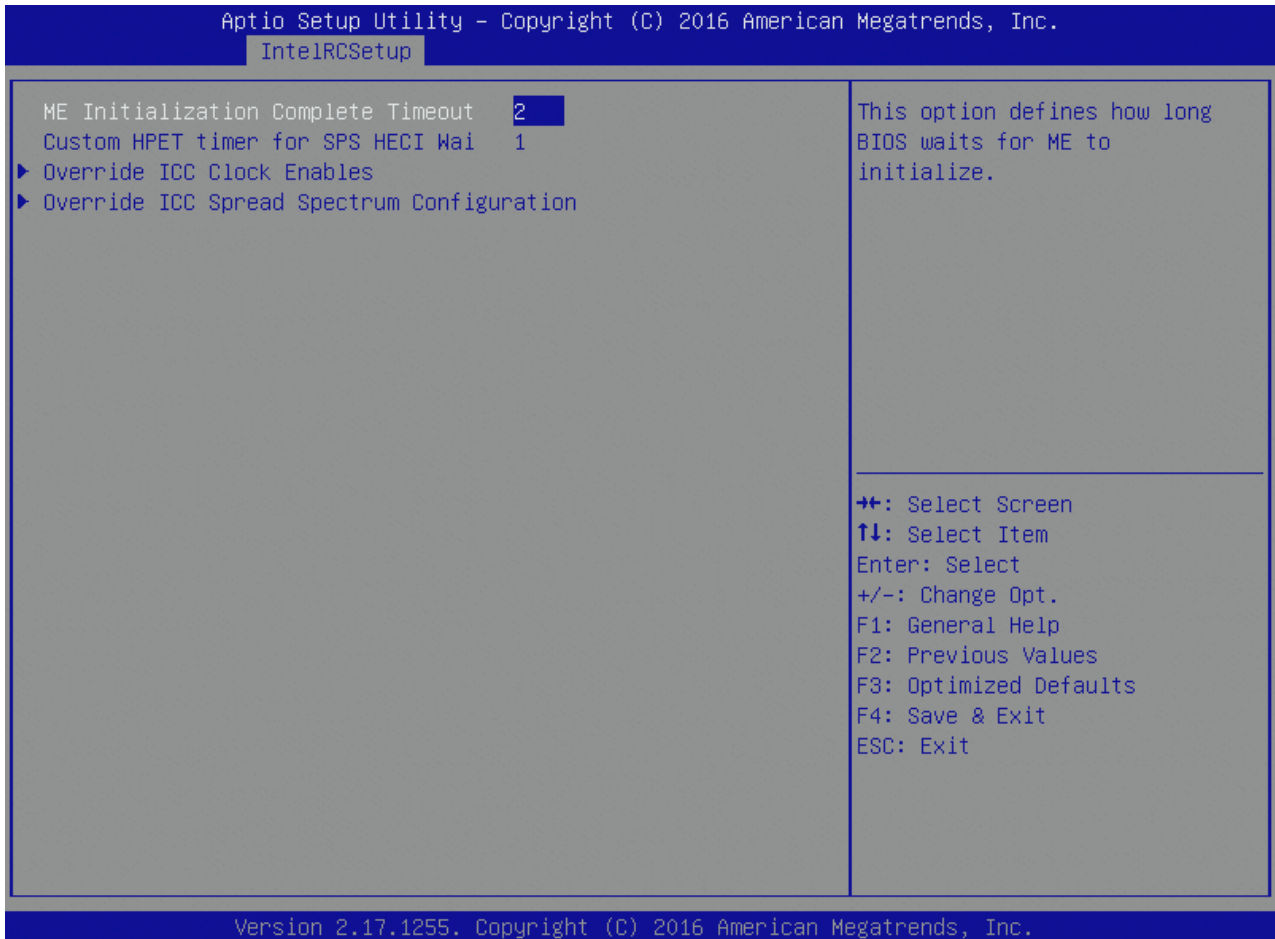 Aptio Setup Utility – Copyright (C) 2016 American Megatrends, Inc.
IntelRCSetup
ME Initialization Complete Timeout 2
Custom HPET timer for SPS HECI Wai 1
Override ICC Clock Enables
Override ICC Spread Spectrum Configuration
This option defines how long
BIOS waits for ME to
initialize.
→←: Select Screen
↑↓: Select Item
Enter: Select
+/-: Change Opt.
F1: General Help
F2: Previous Values
F3: Optimized Defaults
F4: Save & Exit
ESC: Exit
Version 2.17.1255. Copyright (C) 2016 American Megatrends, Inc.